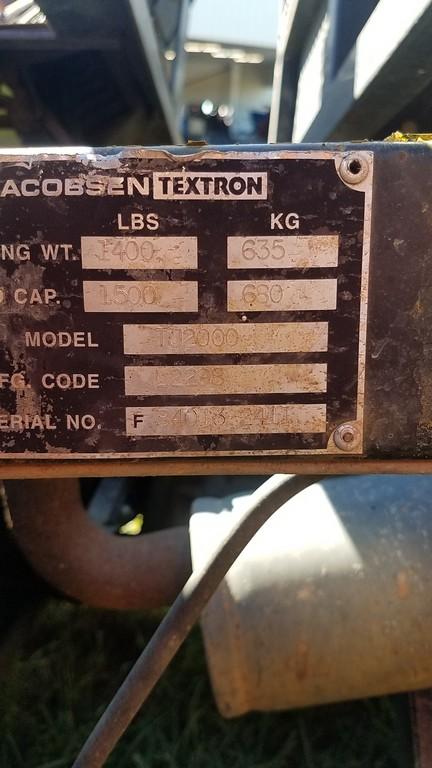 ACOBSEN TEXTRON
LBS KG
NG WT. 1400 635
CAP. 1500 680
MODEL
FG. CODE
ERIAL NO. F